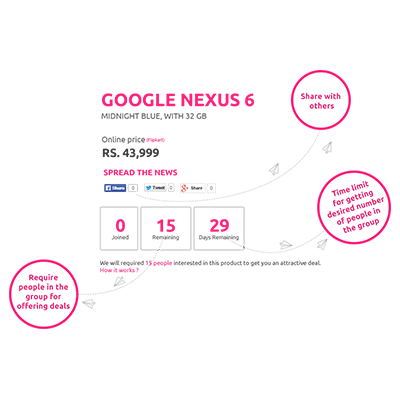 Share with
others
GOOGLE NEXUS 6
MIDNIGHT BLUE, WITH 32 GB
Online price (Flipkart)
RS. 43,999
SPREAD THE NEWS
Share 0 Tweet 0 Share 0
Time limit
for getting
desired number
of people in
the group
0 15 29
Joined Remaining Days Remaining
We will required 15 people interested in this product to get you an attractive deal.
How it works ?
Require
people in the
group for
offering deals